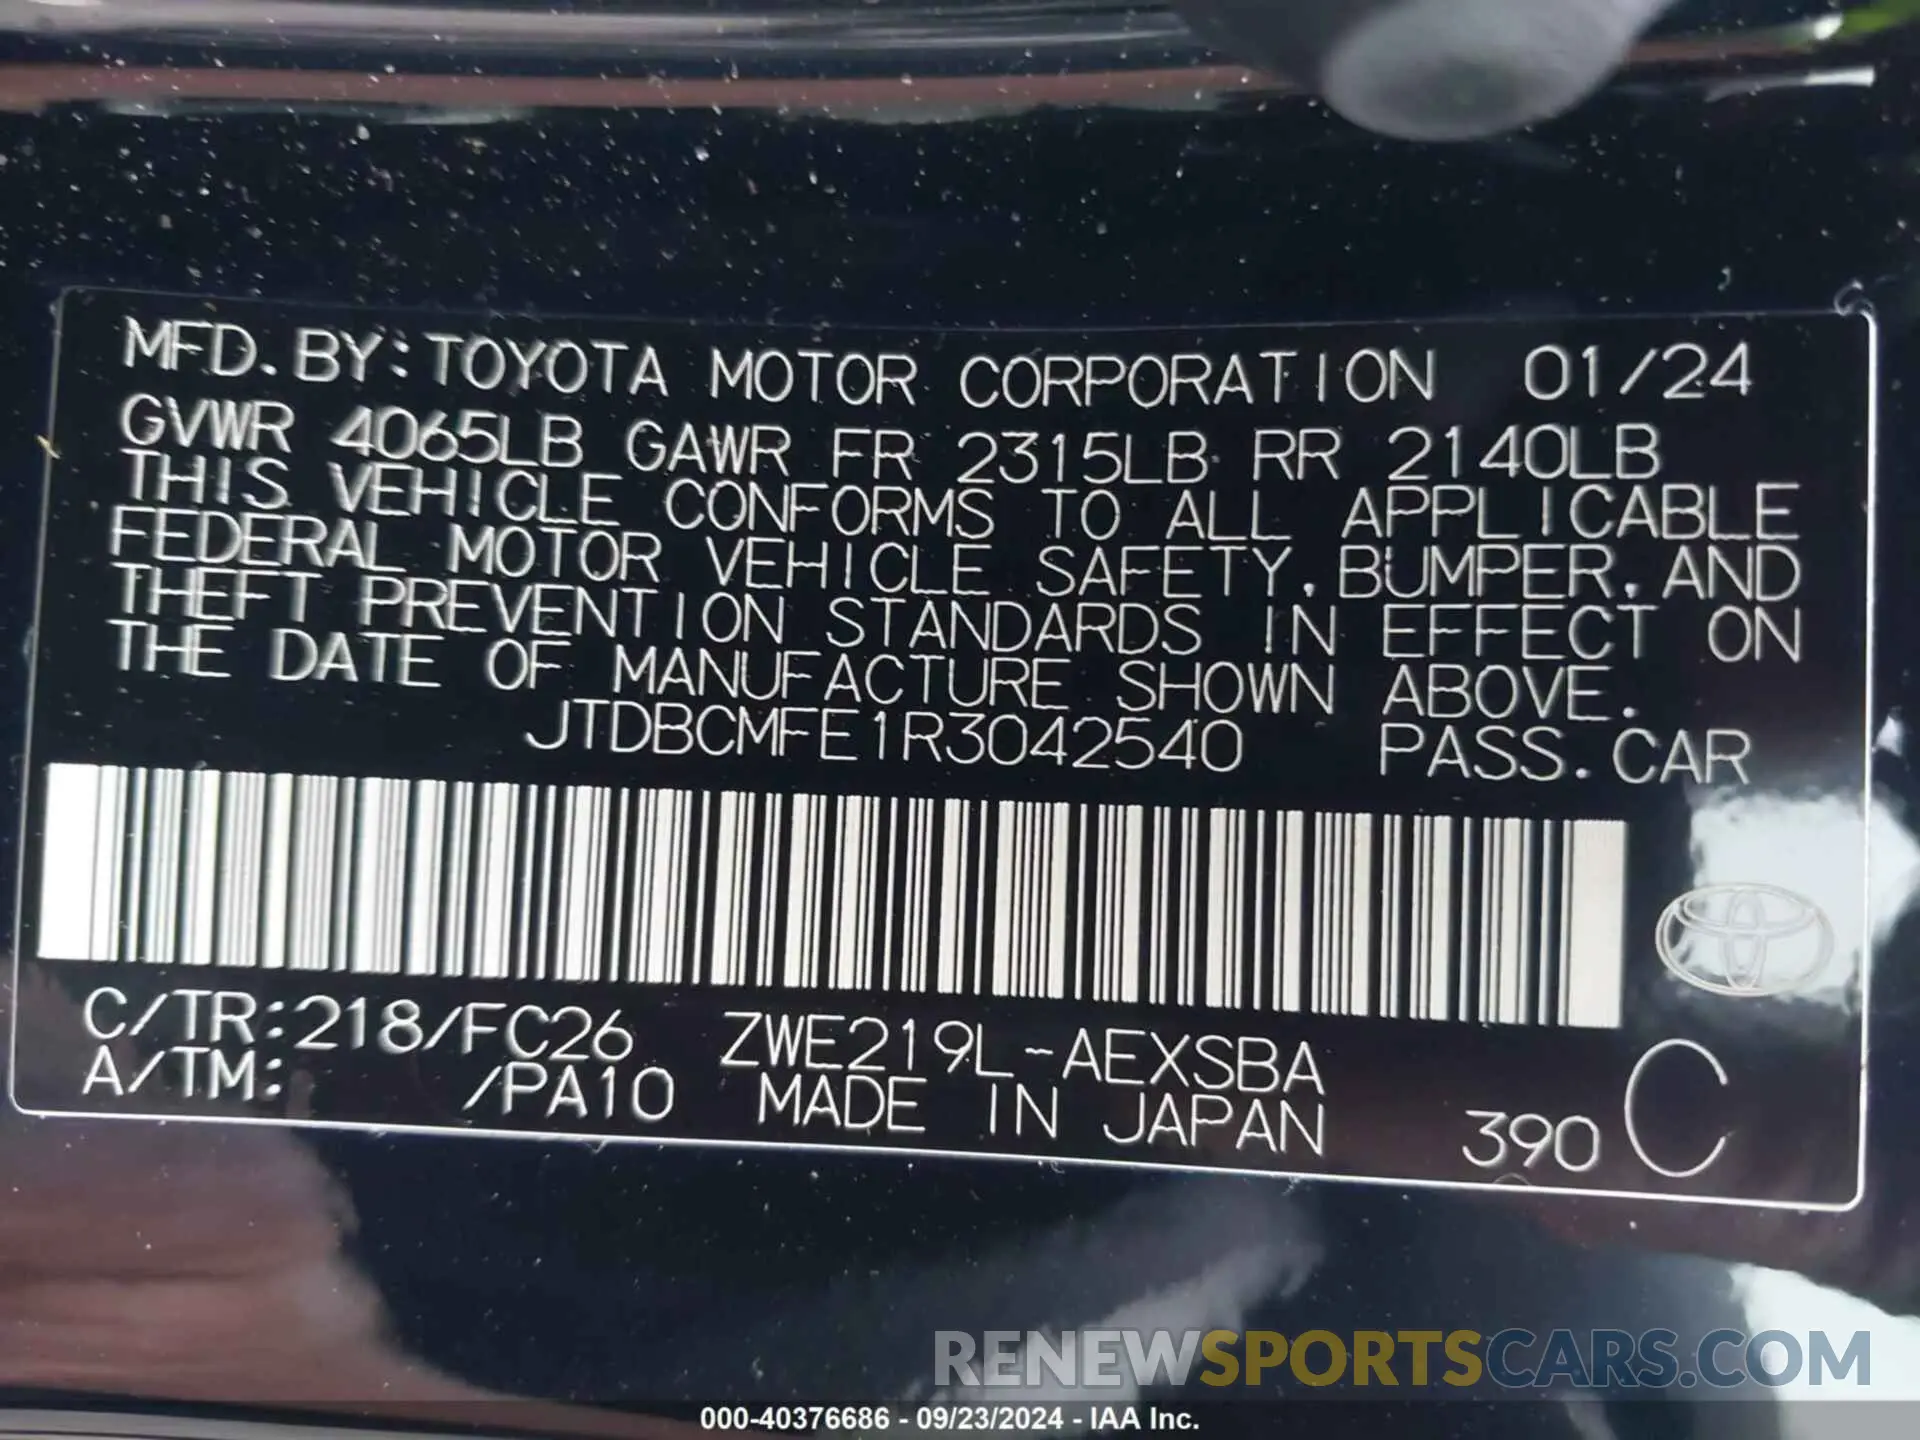 MFD. BY: TOYOTA MOTOR CORPORATION 01/24
GVWR 4065LB GAWR FR 2315LB RR 2140LB
THIS VEHICLE CONFORMS TO ALL APPLICABLE
FEDERAL MOTOR VEHICLE SAFETY, BUMPER, AND
THEFT PREVENTION STANDARDS IN EFFECT ON
THE DATE OF MANUFACTURE SHOWN ABOVE.
JTDBCMFE1R3042540 PASS. CAR
C/TR: 218/FC26 ZWE219L-AEXSBA
A/TM: /PA10 MADE IN JAPAN 390 C
RENEWSPORTSCARS.COM
000-40376686 - 09/23/2024 - IAA Inc.